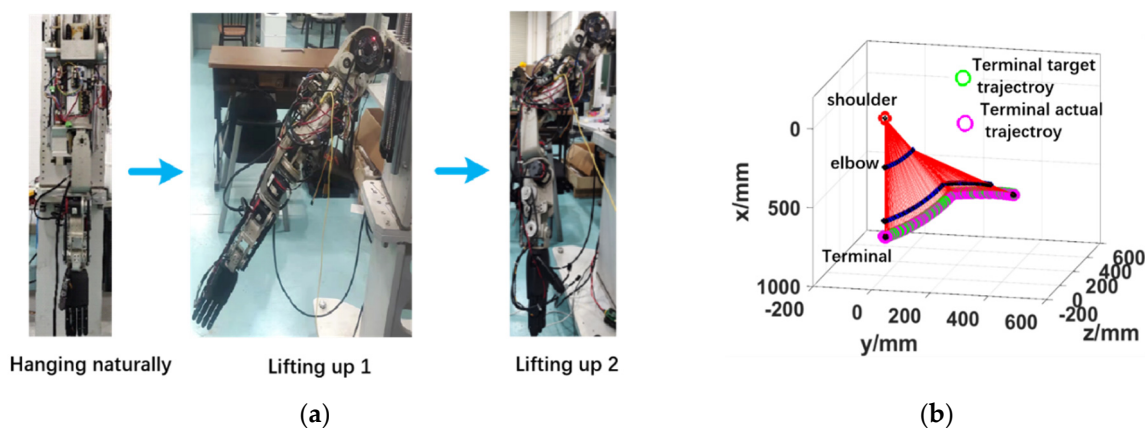 Hanging naturally
Lifting up 1
Lifting up 2
(a)
Terminal target
trajectroy
Terminal actual
trajectroy
shoulder
elbow
Terminal
x/mm
0
500
1000
-200
0
200
400
600
y/mm
-200
0
200
400
600
z/mm
(b)